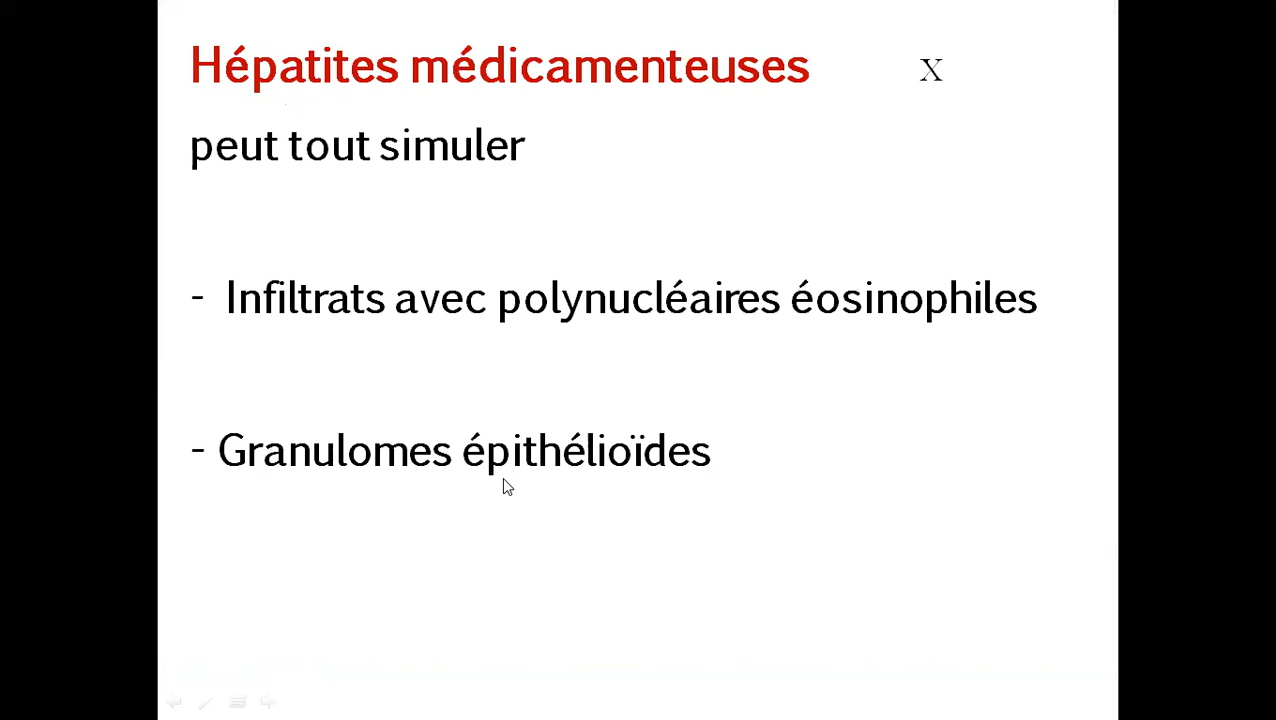 Hépatites médicamenteuses X
peut tout simuler
- Infiltrats avec polynucléaires éosinophiles
- Granulomes épithélioïdes